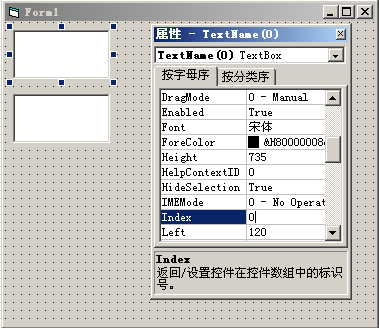 Form1
属性 - TextName(0)
TextName(0) TextBox
按字母序 按分类序
DragMode 0 - Manual
Enabled True
Font 宋体
ForeColor &H80000008&
Height 735
HelpContextID 0
HideSelection True
IMEMode 0 - No Operat
Index 0
Left 120
Index
返回/设置控件在控件数组中的标识
号。